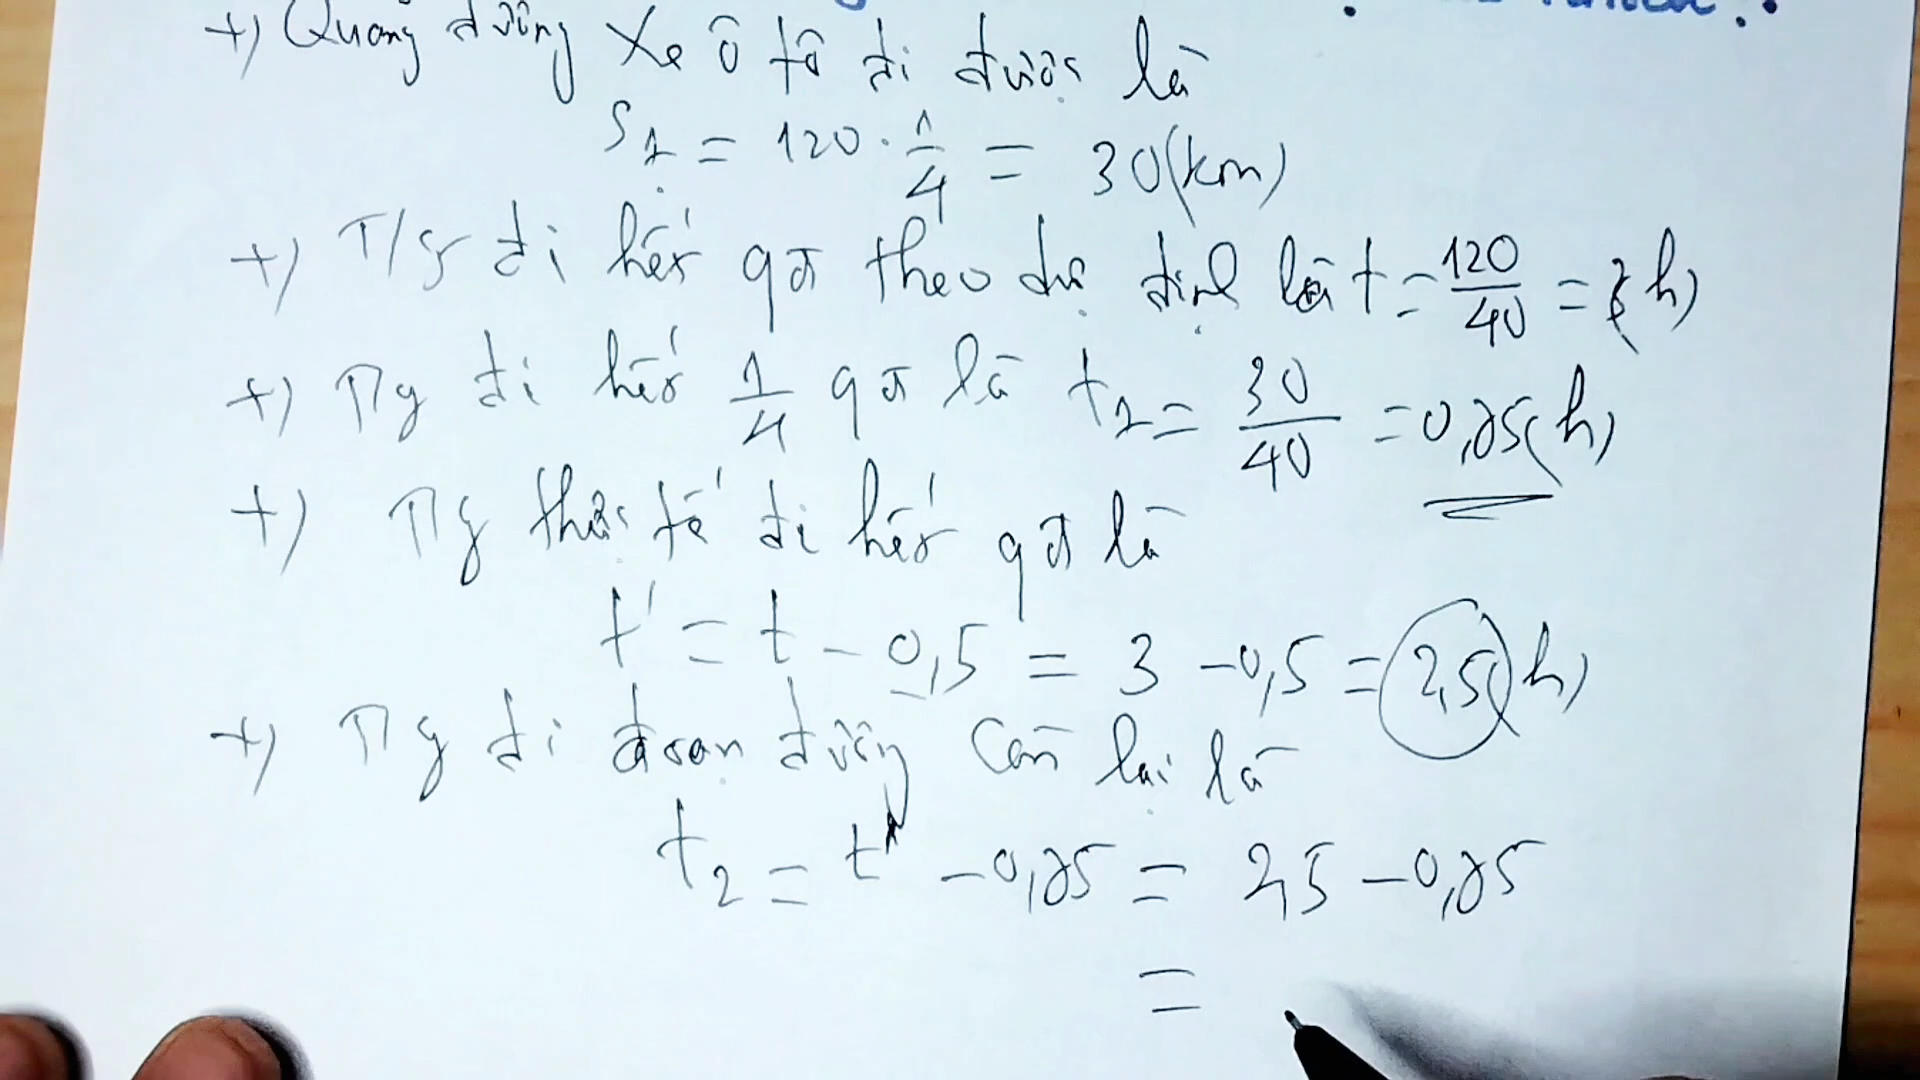 +) Quãng đường xe ô tô đi được là
S1 = 120 . 1/4 = 30 (km)
+) T/g đi hết qđ theo dự định là t = 120/40 = 3 (h)
+) T/g đi hết 1/4 qđ là t1 = 30/40 = 0,75 (h)
+) T/g thực tế đi hết qđ là
t' = t - 0,5 = 3 - 0,5 = 2,5 (h)
+) T/g đi đoạn đường còn lại là
t2 = t' - 0,75 = 2,5 - 0,75
=